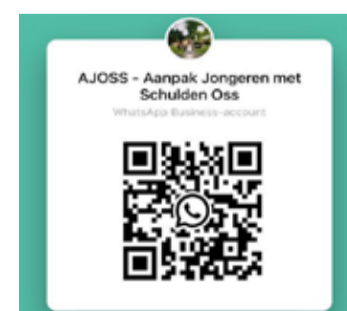 AJOSS - Aanpak Jongeren met
Schulden Oss
WhatsApp Business-account